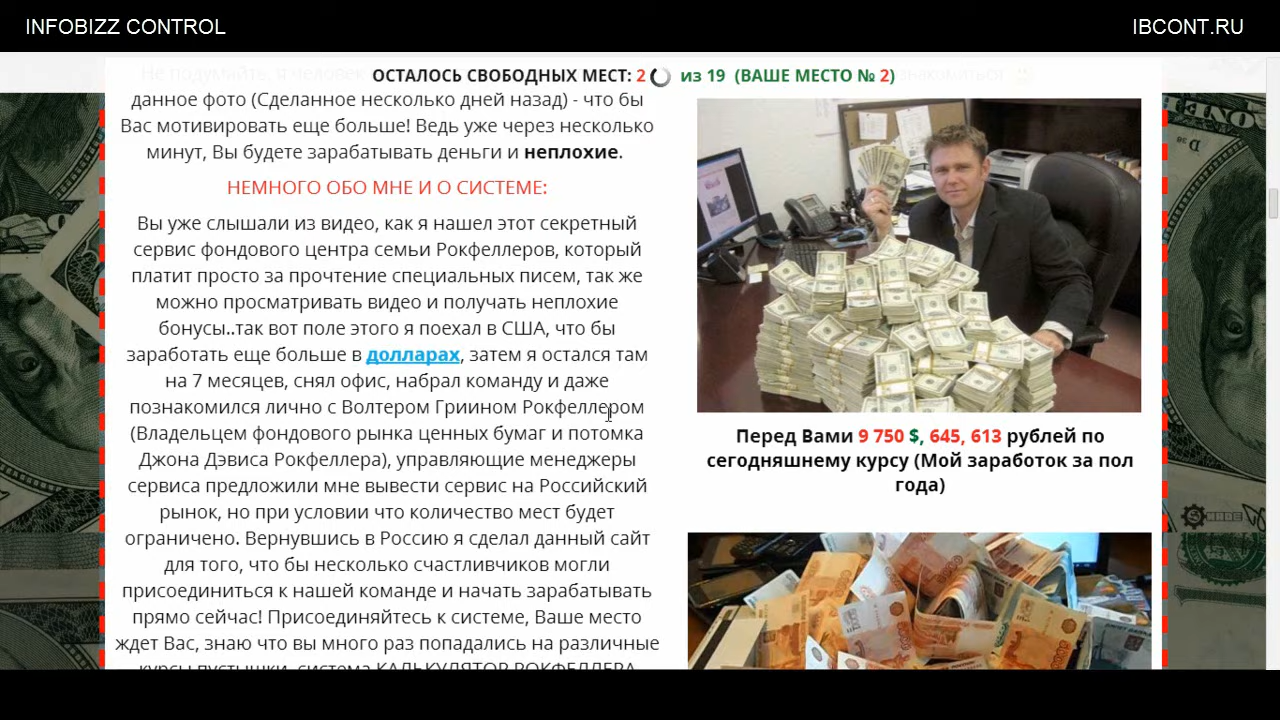 INFOBIZZ CONTROL
IBCONT.RU
ОСТАЛОСЬ СВОБОДНЫХ МЕСТ: 2 из 19 (ВАШЕ МЕСТО № 2)
данное фото (Сделанное несколько дней назад) - что бы
Вас мотивировать еще больше! Ведь уже через несколько
минут, Вы будете зарабатывать деньги и неплохие.
НЕМНОГО ОБО МНЕ И О СИСТЕМЕ:
Вы уже слышали из видео, как я нашел этот секретный
сервис фондового центра семьи Рокфеллеров, который
платит просто за прочтение специальных писем, так же
можно просматривать видео и получать неплохие
бонусы..так вот поле этого я поехал в США, что бы
заработать еще больше в долларах, затем я остался там
на 7 месяцев, снял офис, набрал команду и даже
познакомился лично с Волтером Гриином Рокфеллером
(Владельцем фондового рынка ценных бумаг и потомка
Джона Дэвиса Рокфеллера), управляющие менеджеры
сервиса предложили мне вывести сервис на Российский
рынок, но при условии что количество мест будет
ограничено. Вернувшись в Россию я сделал данный сайт
для того, что бы несколько счастливчиков могли
присоединиться к нашей команде и начать зарабатывать
прямо сейчас! Присоединяйтесь к системе, Ваше место
ждет Вас, знаю что вы много раз попадались на различные
курсы пустышки, система КАЛЬКУЛЯТОР РОКФЕЛЛЕРА
Перед Вами 9 750 $, 645, 613 рублей по
сегодняшнему курсу (Мой заработок за пол
года)